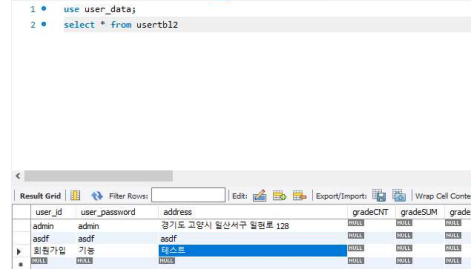 1 use user_data;
2 select * from usertbl2
Result Grid Filter Rows: Edit: Export/Import: Wrap Cell Conte
user_id user_password address gradeCNT gradeSUM grade
admin admin 경기도 고양시 일산서구 일현로 128 NULL NULL NULL
asdf asdf asdf NULL NULL NULL
회원가입 기능 테스트 NULL NULL NULL
NULL NULL NULL NULL NULL NULL